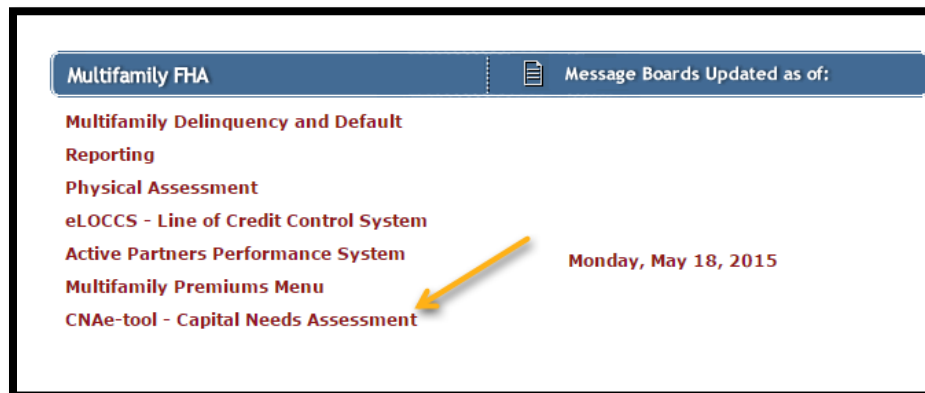 Multifamily FHA
Message Boards Updated as of:
Multifamily Delinquency and Default
Reporting
Physical Assessment
eLOCCS - Line of Credit Control System
Active Partners Performance System
Monday, May 18, 2015
Multifamily Premiums Menu
CNAe-tool - Capital Needs Assessment